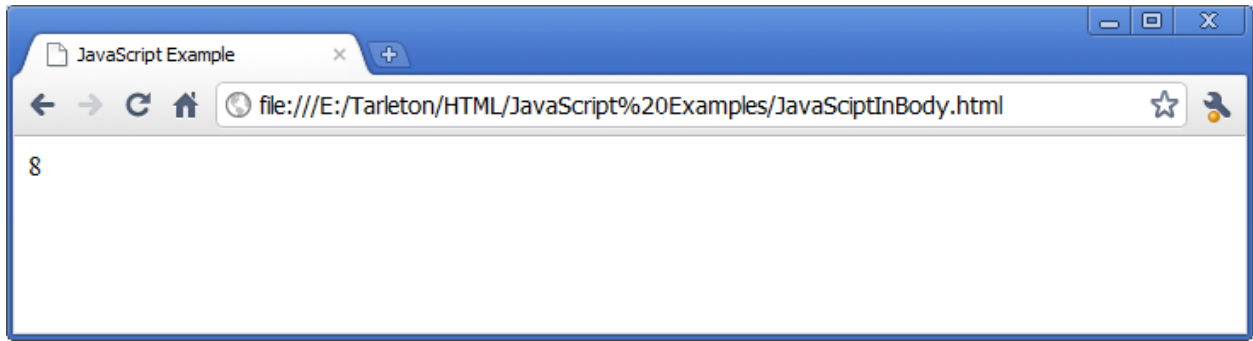 JavaScript Example
file:///E:/Tarleton/HTML/JavaScript%20Examples/JavaSciptInBody.html
8